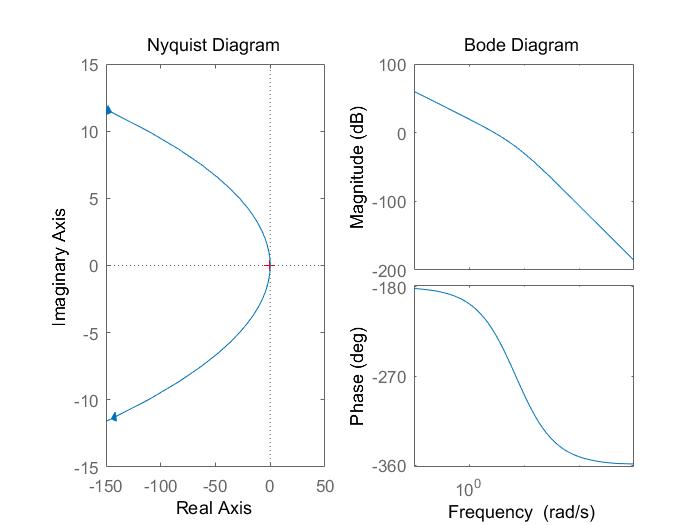 Nyquist Diagram
15
10
5
0
-5
-10
-15
-150 -100 -50 0 50
Real Axis
Imaginary Axis
Bode Diagram
100
0
-100
-200
Magnitude (dB)
-180
-270
-360
Phase (deg)
10^0
Frequency (rad/s)